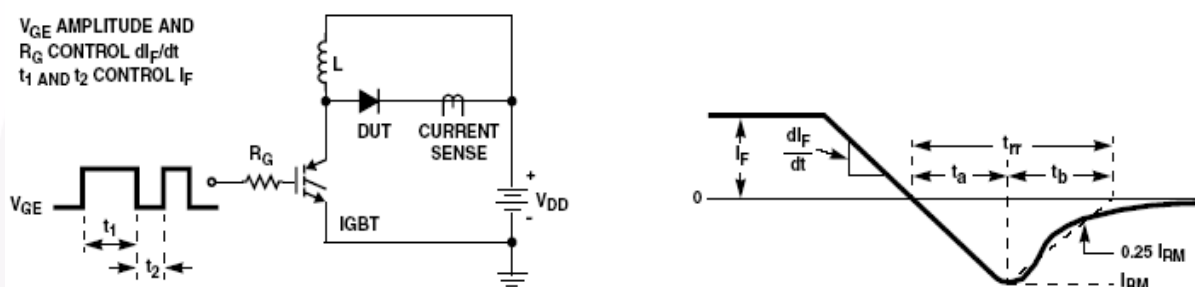 VGE AMPLITUDE AND
RG CONTROL dIF/dt
t1 AND t2 CONTROL IF
L
DUT
CURRENT
SENSE
RG
+
VDD
-
IGBT
VGE
t1
t2
IF
dIF
dt
trr
ta
tb
0
0.25 IRM
IRM